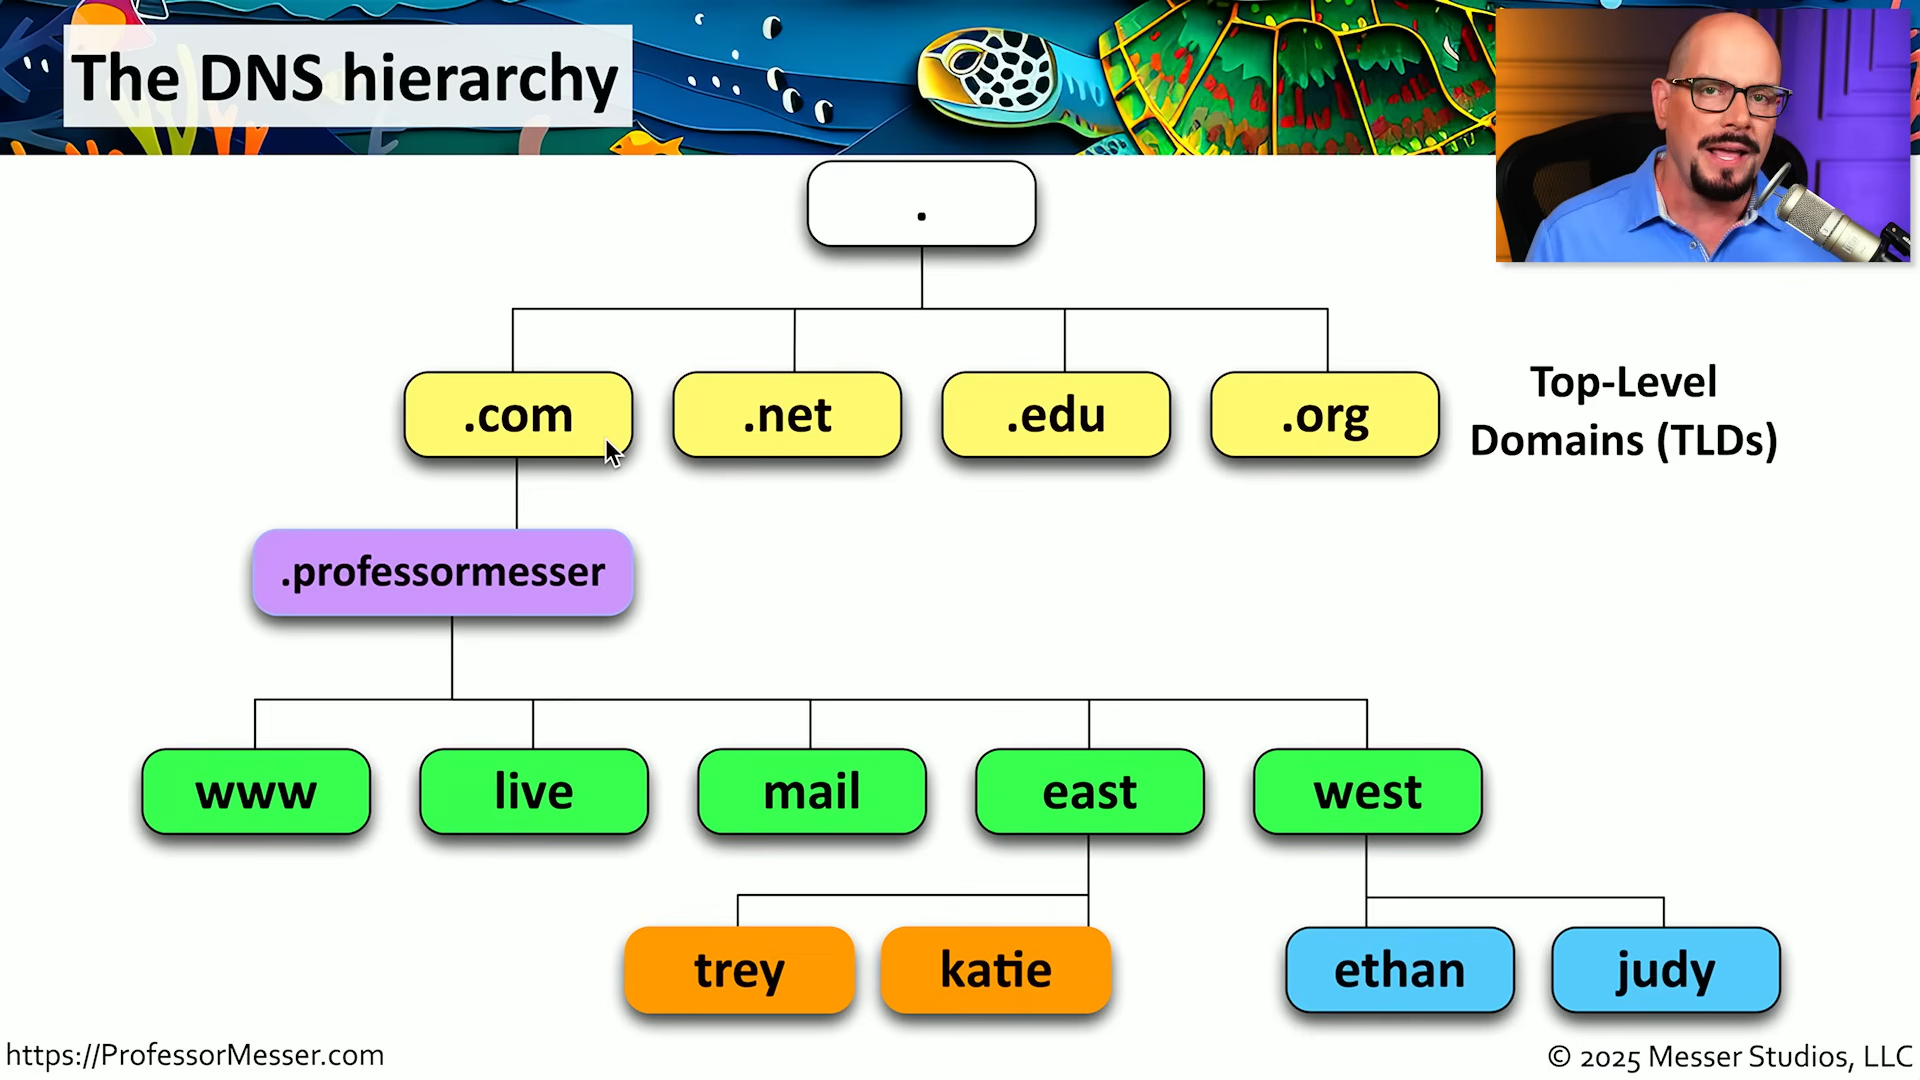 The DNS hierarchy
.
.com .net .edu .org
Top-Level
Domains (TLDs)
.professormesser
www live mail east west
trey katie ethan judy
https://ProfessorMesser.com
© 2025 Messer Studios, LLC